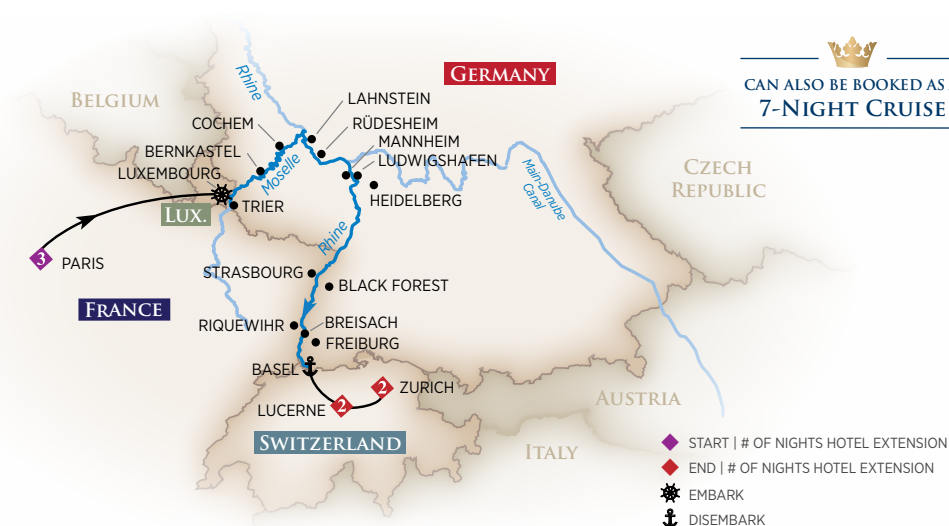 CAN ALSO BE BOOKED AS
7-NIGHT CRUISE
GERMANY
BELGIUM
Rhine
LAHNSTEIN
COCHEM
RÜDESHEIM
MANNHEIM
LUDWIGSHAFEN
BERNKASTEL
Moselle
LUXEMBOURG
HEIDELBERG
Main-Danube
Canal
CZECH
REPUBLIC
TRIER
LUX.
3
PARIS
Rhine
STRASBOURG
BLACK FOREST
FRANCE
RIQUEWIHR
BREISACH
FREIBURG
BASEL
2
ZURICH
LUCERNE
2
AUSTRIA
SWITZERLAND
ITALY
START | # OF NIGHTS HOTEL EXTENSION
END | # OF NIGHTS HOTEL EXTENSION
EMBARK
DISEMBARK